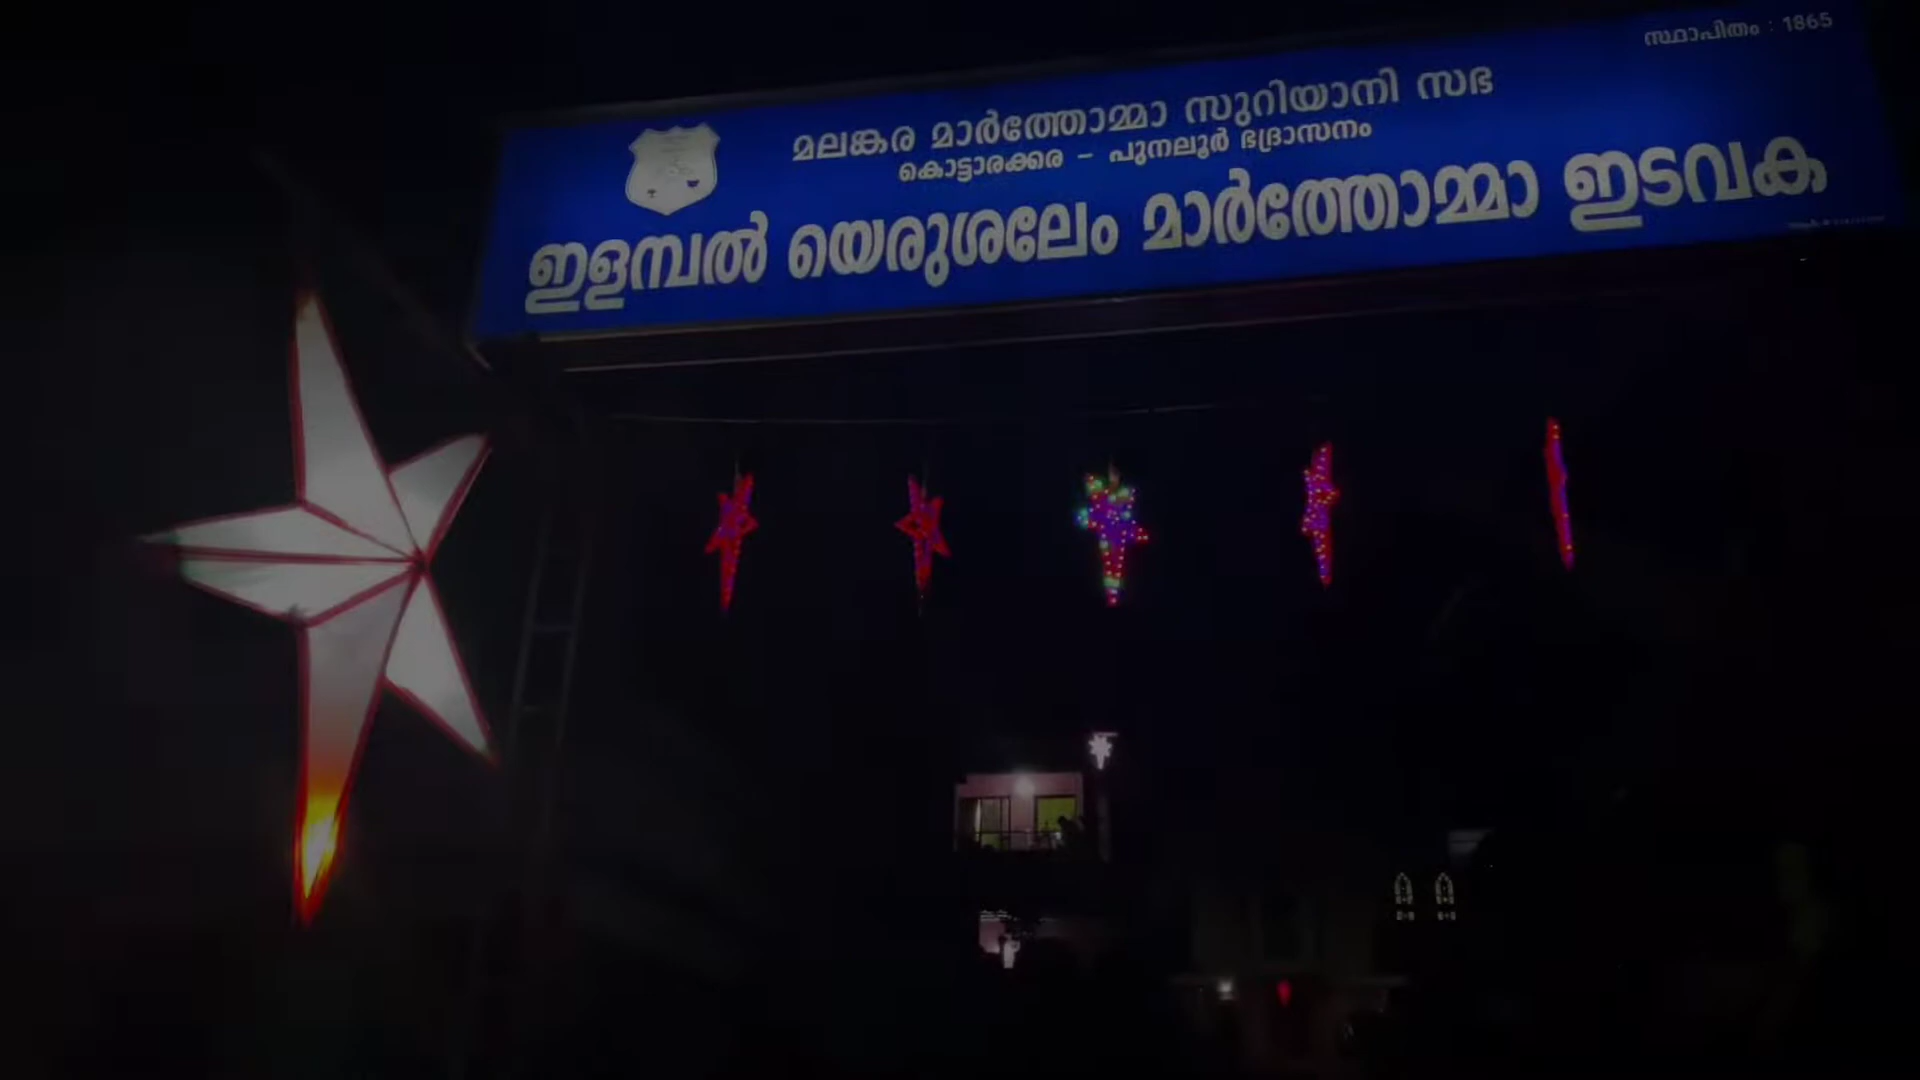 സ്ഥാപിതം : 1865
മലങ്കര മാർത്തോമ്മാ സുറിയാനി സഭ
കൊട്ടാരക്കര - പുനലൂർ ഭദ്രാസനം
ഇളമ്പൽ യെരുശലേം മാർത്തോമ്മാ ഇടവക